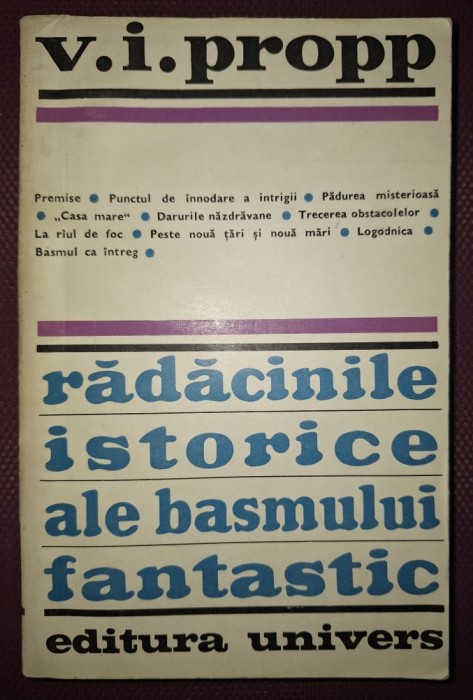 v.i.propp
Premise ● Punctul de înnodare a intrigii ● Pădurea misterioasă
● „Casa mare“ ● Darurile năzdrăvane ● Trecerea obstacolelor ●
La rîul de foc ● Peste nouă țări și nouă mări ● Logodnica ●
Basmul ca întreg ●
rădăcinile
istorice
ale basmului
fantastic
editura univers